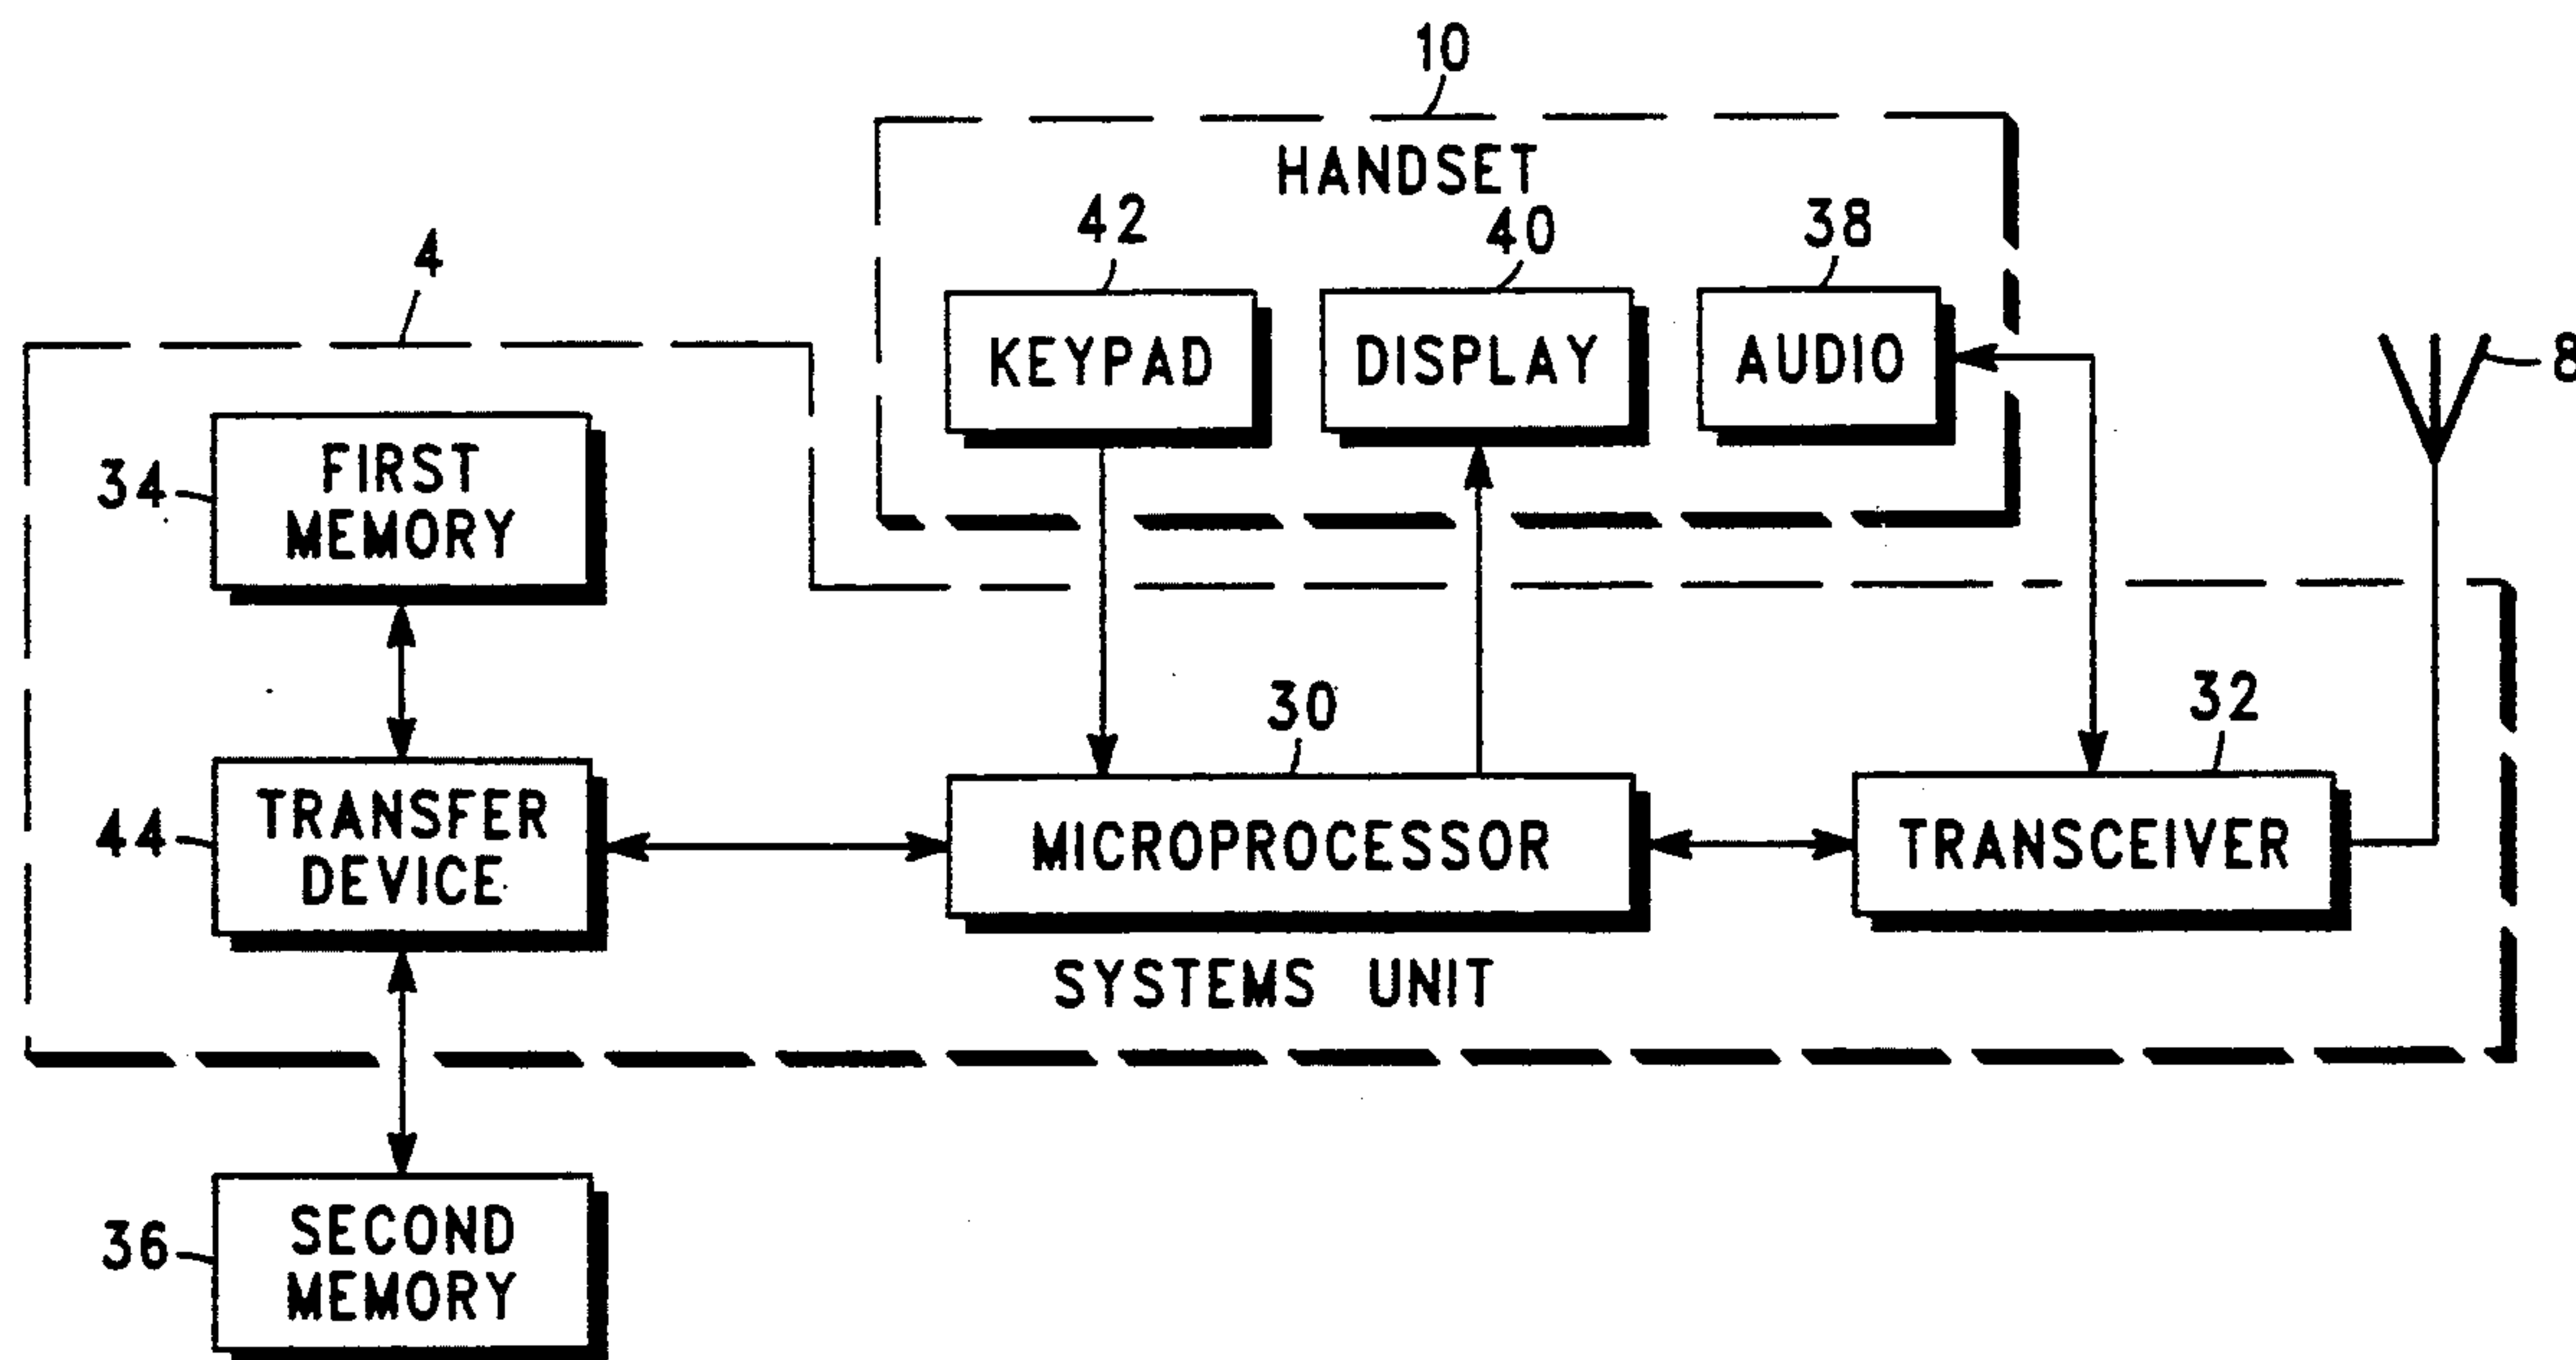 10
HANDSET
42
40
38
4
KEYPAD
DISPLAY
AUDIO
8
34
FIRST
MEMORY
30
32
44
TRANSFER
DEVICE
MICROPROCESSOR
TRANSCEIVER
SYSTEMS UNIT
36
SECOND
MEMORY